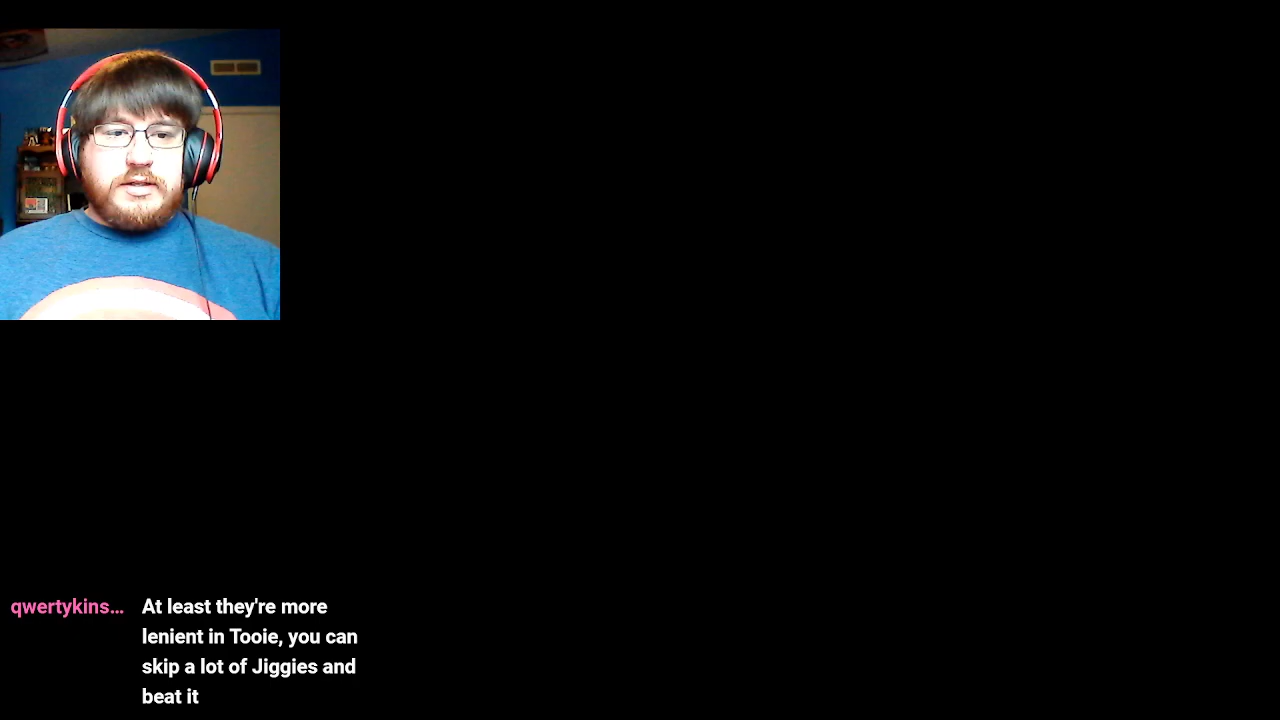 qwertykins… At least they're more
lenient in Tooie, you can
skip a lot of Jiggies and
beat it